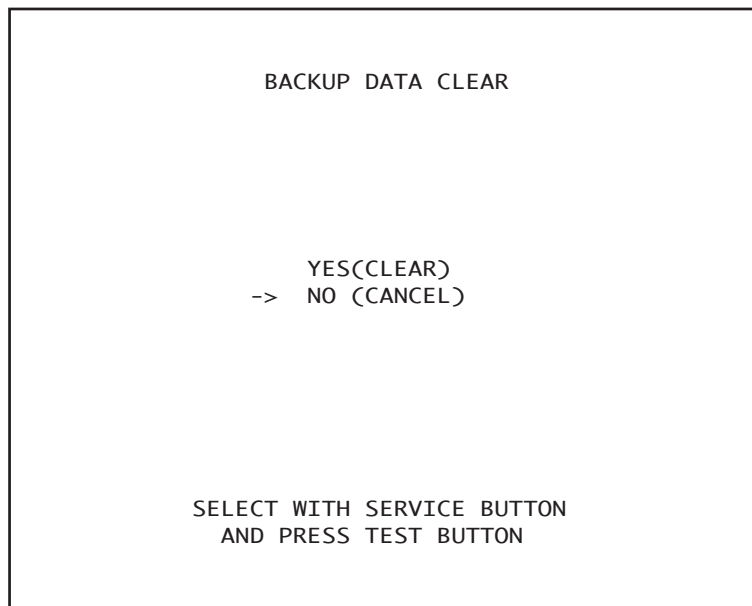 BACKUP DATA CLEAR
YES(CLEAR)
-> NO (CANCEL)
SELECT WITH SERVICE BUTTON
AND PRESS TEST BUTTON